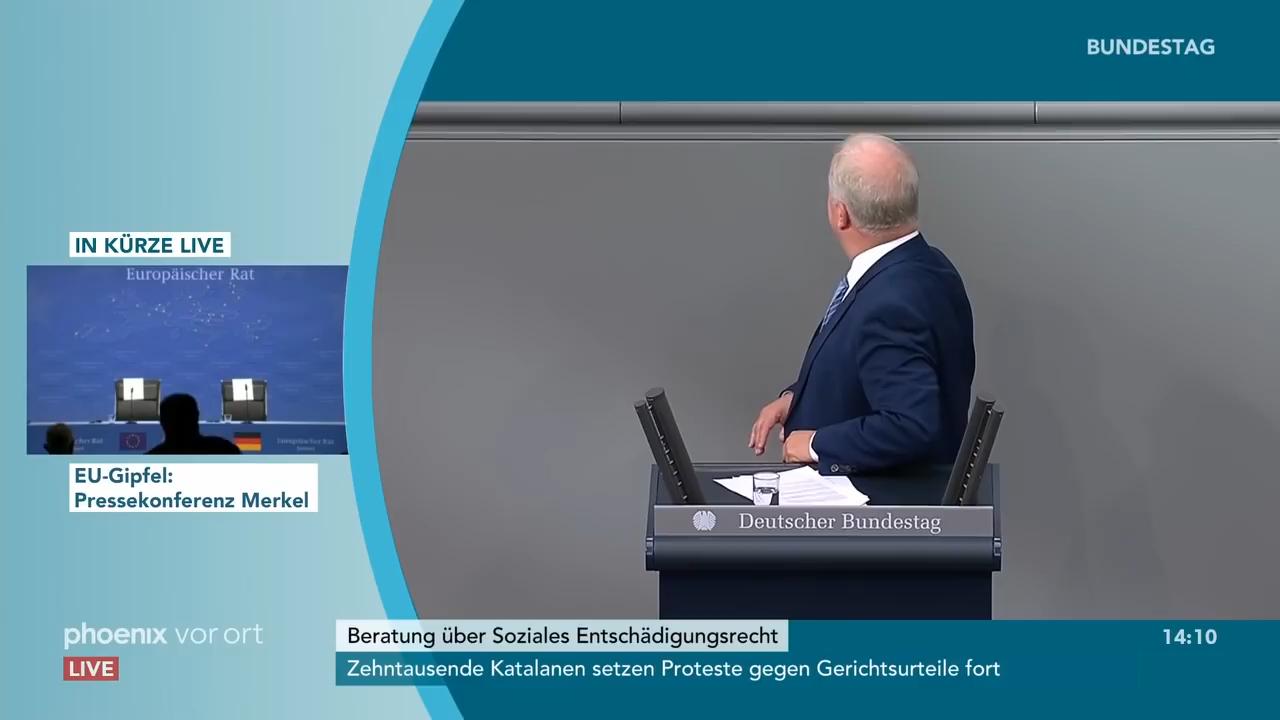 BUNDESTAG
IN KÜRZE LIVE
Europäischer Rat
EU-Gipfel:
Pressekonferenz Merkel
Deutscher Bundestag
phoenix vor ort
LIVE
Beratung über Soziales Entschädigungsrecht
Zehntausende Katalanen setzen Proteste gegen Gerichtsurteile fort
14:10